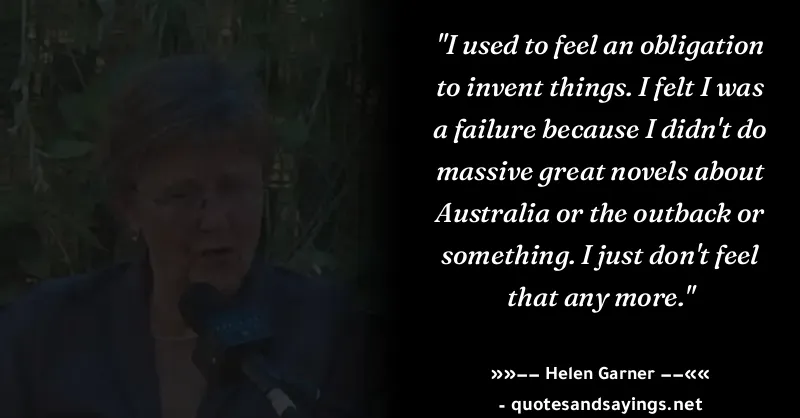 "I used to feel an obligation
to invent things. I felt I was
a failure because I didn't do
massive great novels about
Australia or the outback or
something. I just don't feel
that any more."
»»–– Helen Garner ––««
- quotesandsayings.net